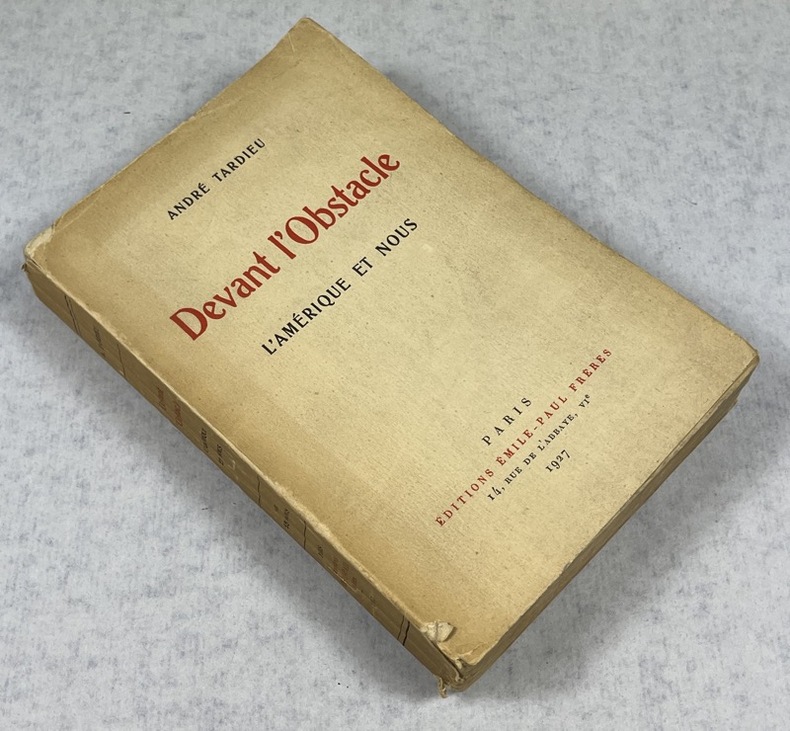 ANDRÉ TARDIEU
Devant l'Obstacle
L'AMÉRIQUE ET NOUS
PARIS
ÉDITIONS ÉMILE-PAUL FRÈRES
14, RUE DE L'ABBAYE, VIᵉ
1927